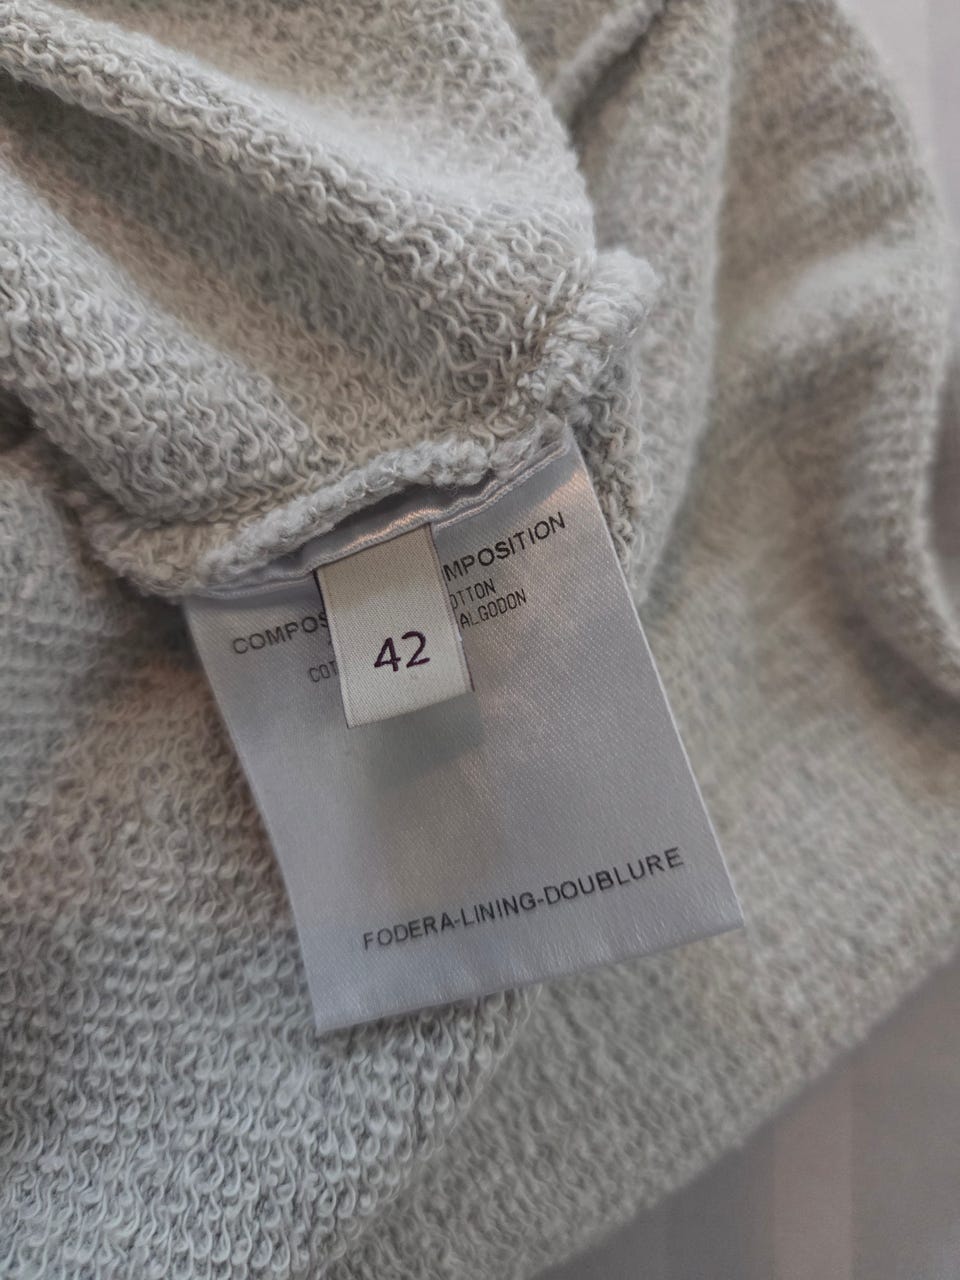 COMPOS MPOSITION
COT OTTON
ALGODON
42
FODERA-LINING-DOUBLURE